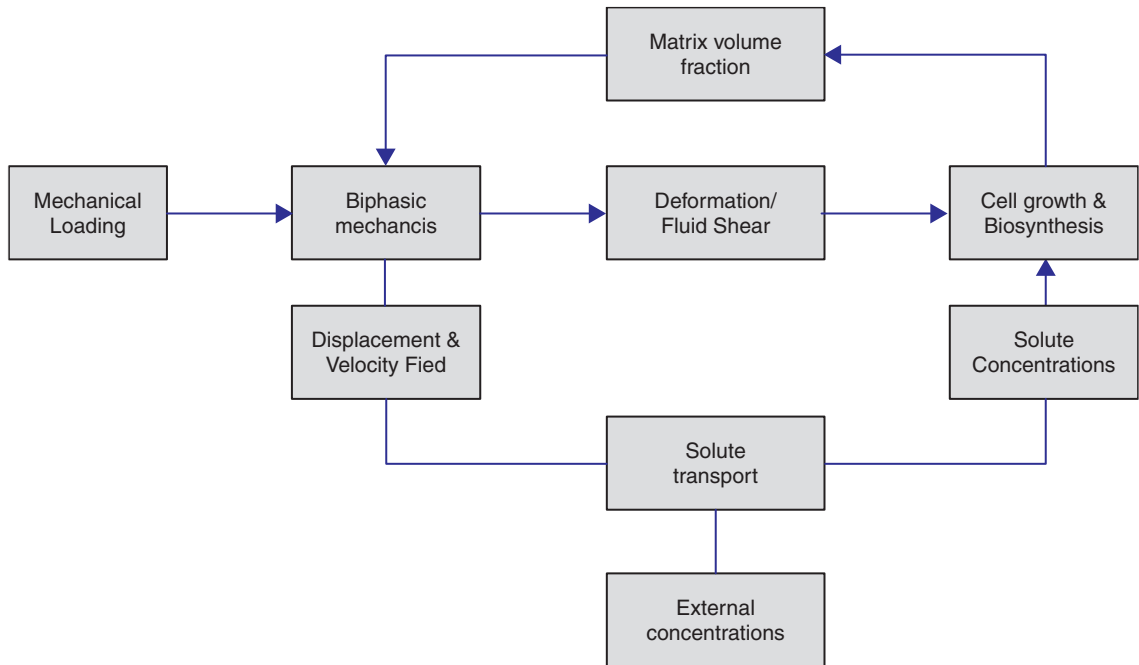 Matrix volume
fraction
Mechanical
Loading
Biphasic
mechancis
Deformation/
Fluid Shear
Cell growth &
Biosynthesis
Displacement &
Velocity Fied
Solute
Concentrations
Solute
transport
External
concentrations